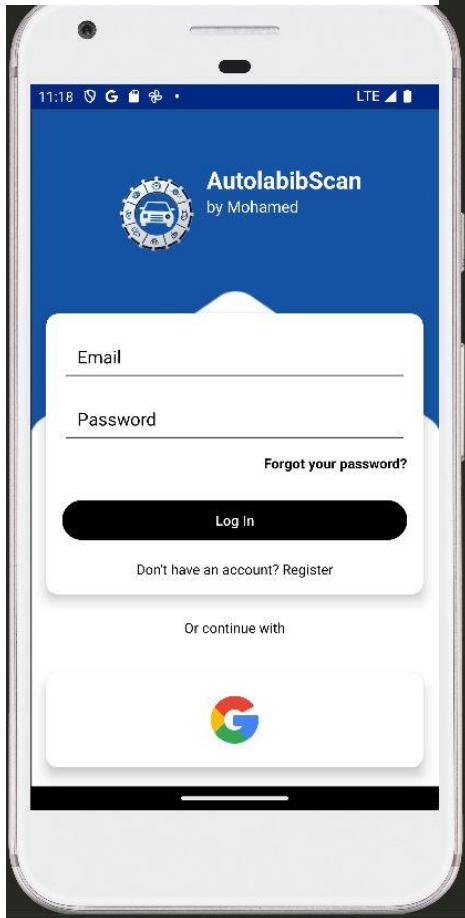 11:18
LTE
AutolabibScan
by Mohamed
Email
Password
Forgot your password?
Log In
Don't have an account? Register
Or continue with
G